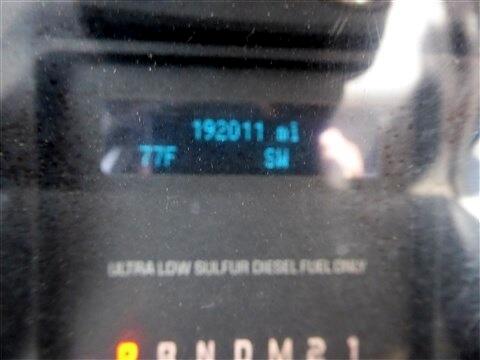 192011 mi
77F SW
ULTRA LOW SULFUR DIESEL FUEL ONLY
P R N D M 2 1